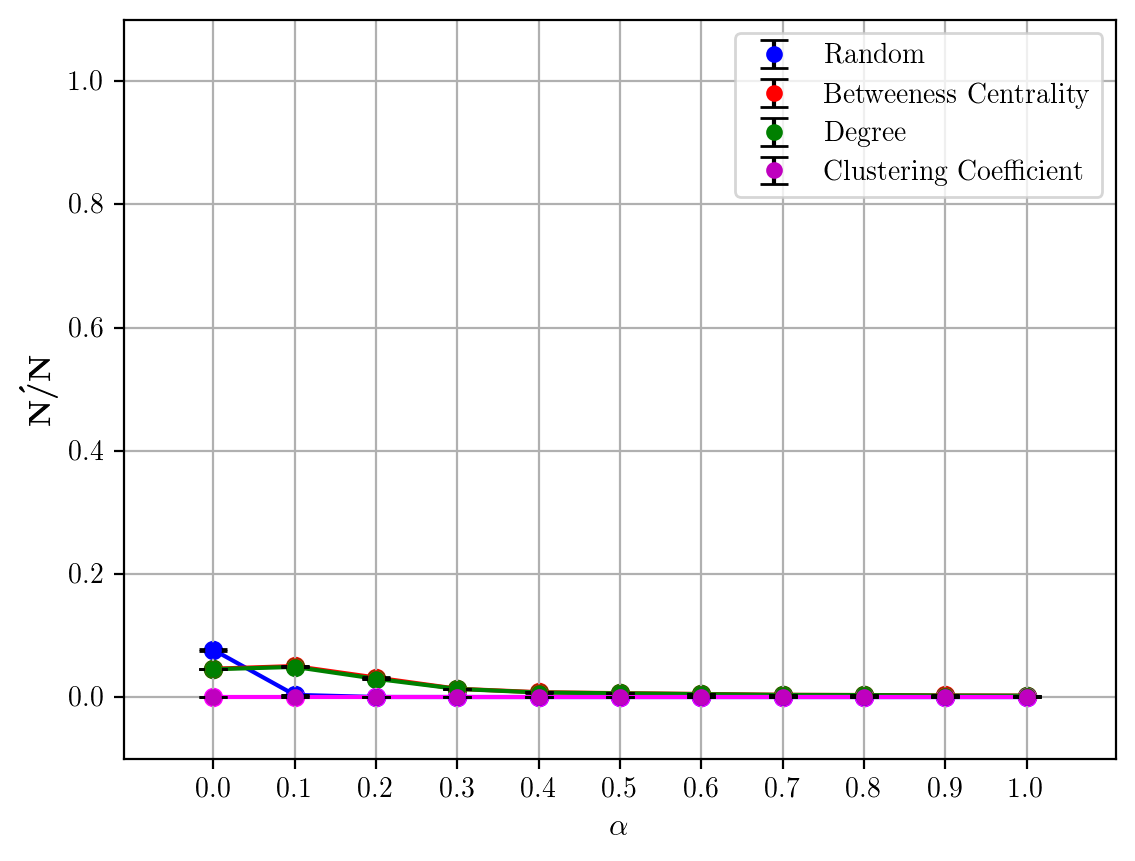 Random
Betweeness Centrality
Degree
Clustering Coefficient
1.0
0.8
0.6
0.4
0.2
0.0
Ń/N
0.0 0.1 0.2 0.3 0.4 0.5 0.6 0.7 0.8 0.9 1.0
α